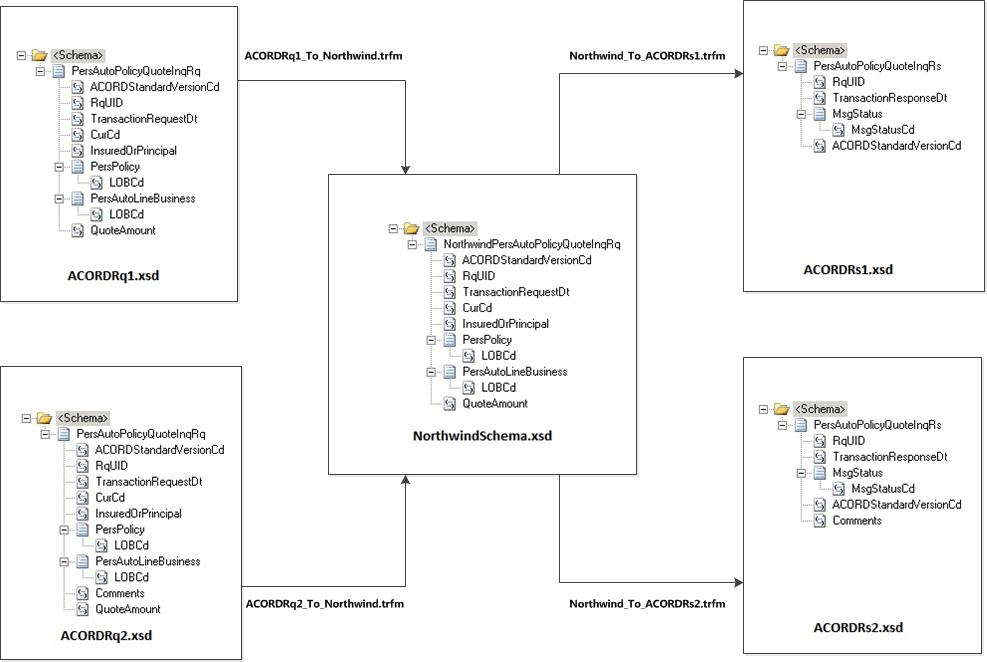 <Schema>
PersAutoPolicyQuoteInqRq
ACORDStandardVersionCd
RqUID
TransactionRequestDt
CurCd
InsuredOrPrincipal
PersPolicy
LOBCd
PersAutoLineBusiness
LOBCd
QuoteAmount
ACORDRq1.xsd
ACORDRq1_To_Northwind.trfm
Northwind_To_ACORDRs1.trfm
<Schema>
PersAutoPolicyQuoteInqRs
RqUID
TransactionResponseDt
MsgStatus
MsgStatusCd
ACORDStandardVersionCd
ACORDRs1.xsd
<Schema>
NorthwindPersAutoPolicyQuoteInqRq
ACORDStandardVersionCd
RqUID
TransactionRequestDt
CurCd
InsuredOrPrincipal
PersPolicy
LOBCd
PersAutoLineBusiness
LOBCd
QuoteAmount
NorthwindSchema.xsd
<Schema>
PersAutoPolicyQuoteInqRq
ACORDStandardVersionCd
RqUID
TransactionRequestDt
CurCd
InsuredOrPrincipal
PersPolicy
LOBCd
PersAutoLineBusiness
LOBCd
Comments
QuoteAmount
ACORDRq2.xsd
ACORDRq2_To_Northwind.trfm
Northwind_To_ACORDRs2.trfm
<Schema>
PersAutoPolicyQuoteInqRs
RqUID
TransactionResponseDt
MsgStatus
MsgStatusCd
ACORDStandardVersionCd
Comments
ACORDRs2.xsd